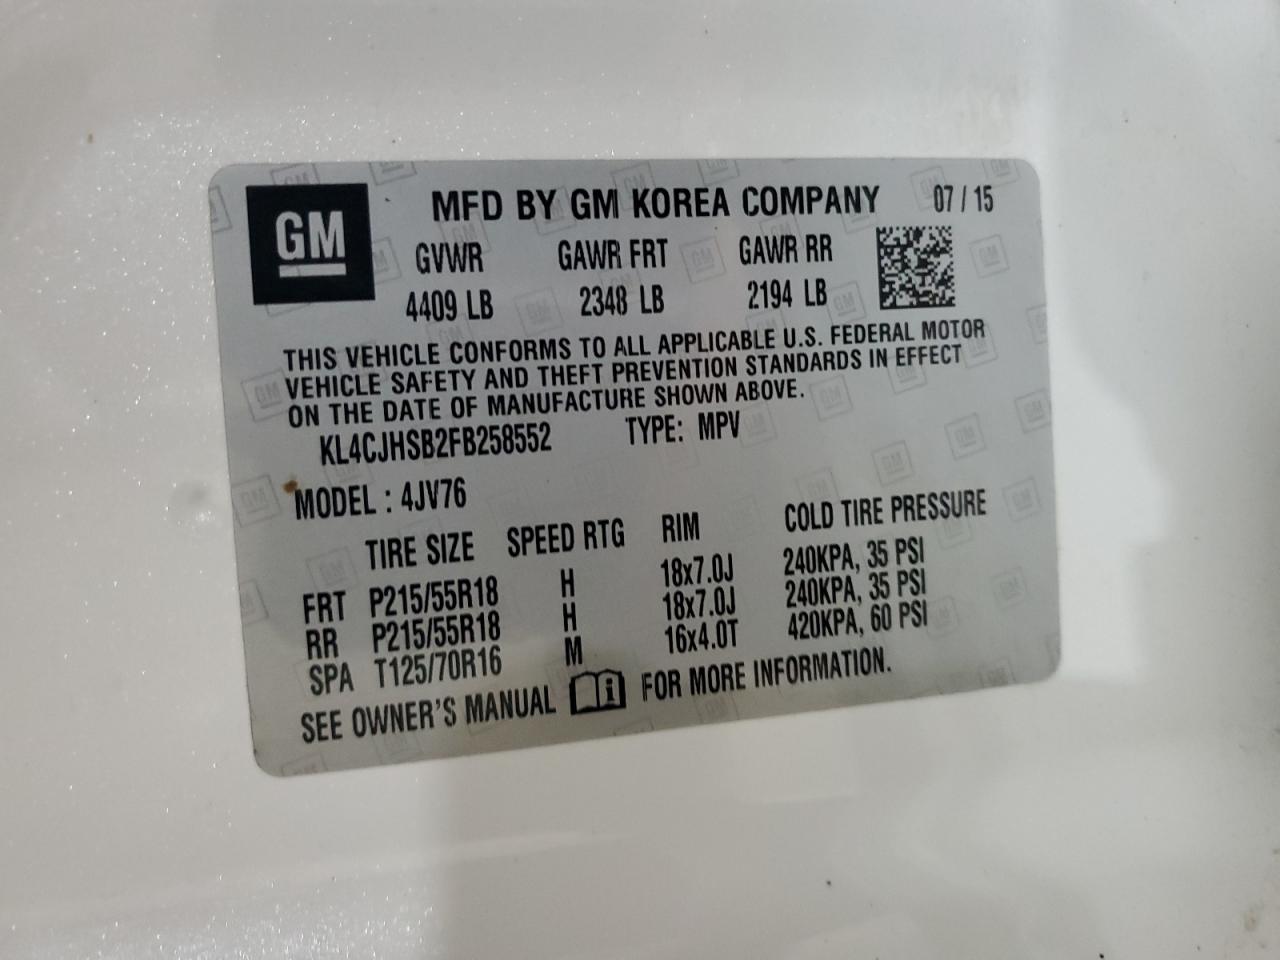 GM
MFD BY GM KOREA COMPANY 07 / 15
GVWR GAWR FRT GAWR RR
4409 LB 2348 LB 2194 LB
THIS VEHICLE CONFORMS TO ALL APPLICABLE U.S. FEDERAL MOTOR
VEHICLE SAFETY AND THEFT PREVENTION STANDARDS IN EFFECT
ON THE DATE OF MANUFACTURE SHOWN ABOVE.
KL4CJHSB2FB258552 TYPE: MPV
MODEL : 4JV76
TIRE SIZE SPEED RTG RIM COLD TIRE PRESSURE
FRT P215/55R18 H 18x7.0J 240KPA, 35 PSI
RR P215/55R18 H 18x7.0J 240KPA, 35 PSI
SPA T125/70R16 M 16x4.0T 420KPA, 60 PSI
SEE OWNER'S MANUAL FOR MORE INFORMATION.